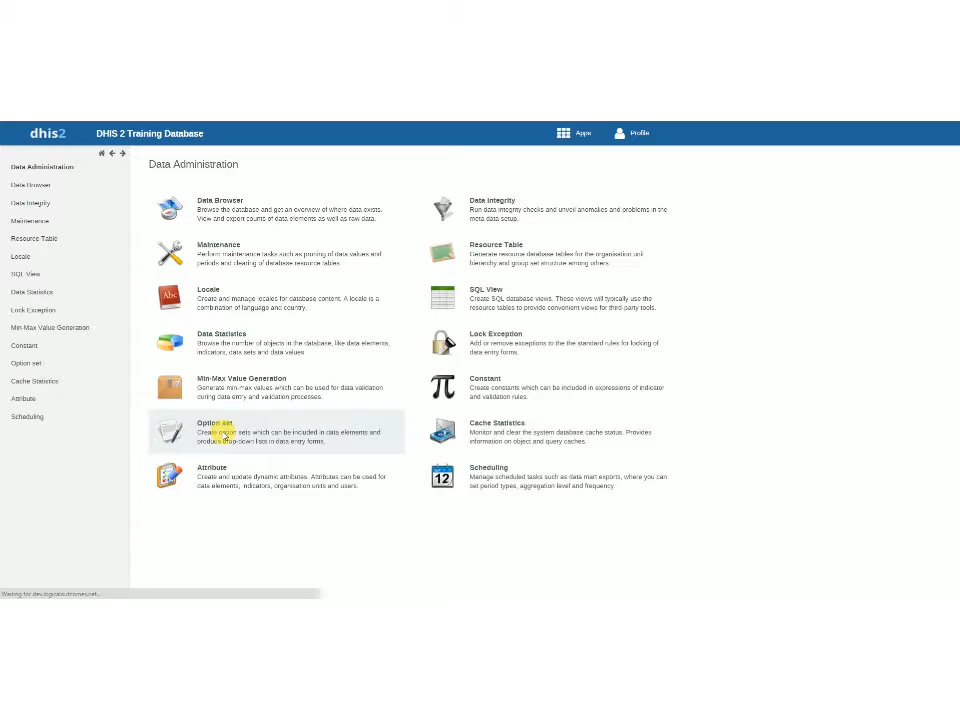 dhis2
DHIS 2 Training Database
Apps
Profile
Data Administration
Data Browser
Data Integrity
Maintenance
Resource Table
Locale
SQL View
Data Statistics
Lock Exception
Min-Max Value Generation
Constant
Option set
Cache Statistics
Attribute
Scheduling
Data Administration
Data Browser
Browse the database and get an overview of where data exists.
View and export counts of data elements as well as raw data.
Data Integrity
Run data integrity checks and unveil anomalies and problems in the
meta data setup.
Maintenance
Perform maintenance tasks such as pruning of data values and
periods and clearing of database resource tables.
Resource Table
Generate resource database tables for the organisation unit
hierarchy and group set structure among others.
Locale
Create and manage locales for database content. A locale is a
combination of language and country.
SQL View
Create SQL database views. These views will typically use the
resource tables to provide convenient views for third-party tools.
Data Statistics
Browse the number of objects in the database, like data elements,
indicators, data sets and data values.
Lock Exception
Add or remove exceptions to the the standard rules for locking of
data entry forms.
Min-Max Value Generation
Generate min-max values which can be used for data validation
during data entry and validation processes.
Constant
Create constants which can be included in expressions of indicator
and validation rules.
Option set
Create option sets which can be included in data elements and
produce drop-down lists in data entry forms.
Cache Statistics
Monitor and clear the system database cache status. Provides
information on object and query caches.
Attribute
Create and update dynamic attributes. Attributes can be used for
data elements, indicators, organisation units and users.
Scheduling
Manage scheduled tasks such as data mart exports, where you can
set period types, aggregation level and frequency.
Abc
12
Waiting for dev.logicaloutcomes.net...